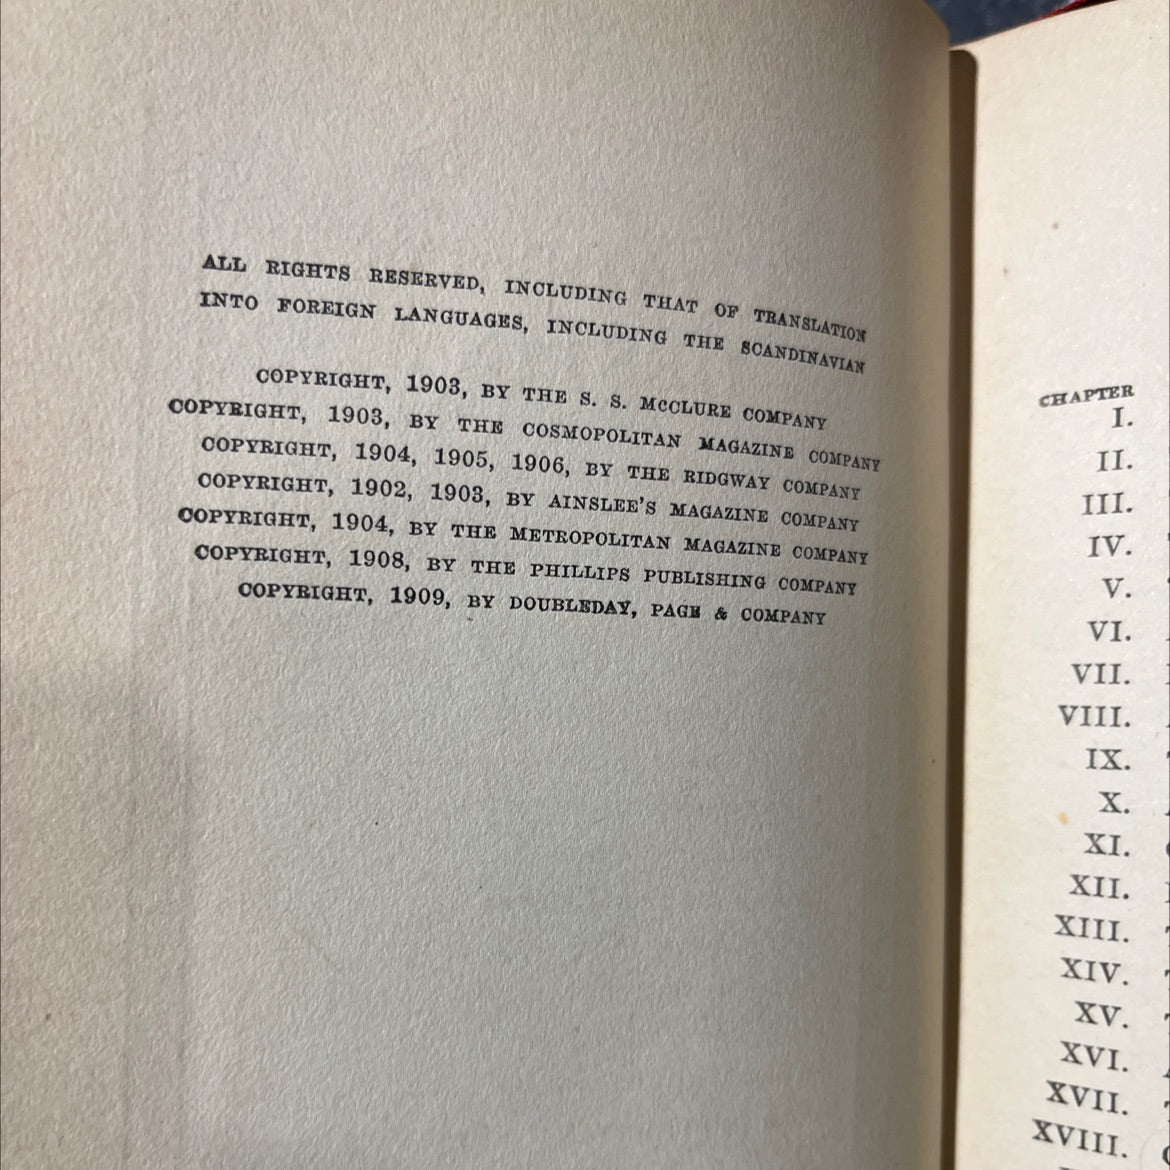 ALL RIGHTS RESERVED, INCLUDING THAT OF TRANSLATION
INTO FOREIGN LANGUAGES, INCLUDING THE SCANDINAVIAN
COPYRIGHT, 1903, BY THE S. S. McCLURE COMPANY
COPYRIGHT, 1903, BY THE COSMOPOLITAN MAGAZINE COMPANY
COPYRIGHT, 1904, 1905, 1906, BY THE RIDGWAY COMPANY
COPYRIGHT, 1902, 1903, BY AINSLEE'S MAGAZINE COMPANY
COPYRIGHT, 1904, BY THE METROPOLITAN MAGAZINE COMPANY
COPYRIGHT, 1908, BY THE PHILLIPS PUBLISHING COMPANY
COPYRIGHT, 1909, BY DOUBLEDAY, PAGE & COMPANY
CHAPTER
I.
II.
III.
IV.
V.
VI.
VII.
VIII.
IX.
X.
XI.
XII.
XIII.
XIV.
XV.
XVI.
XVII.
XVIII.